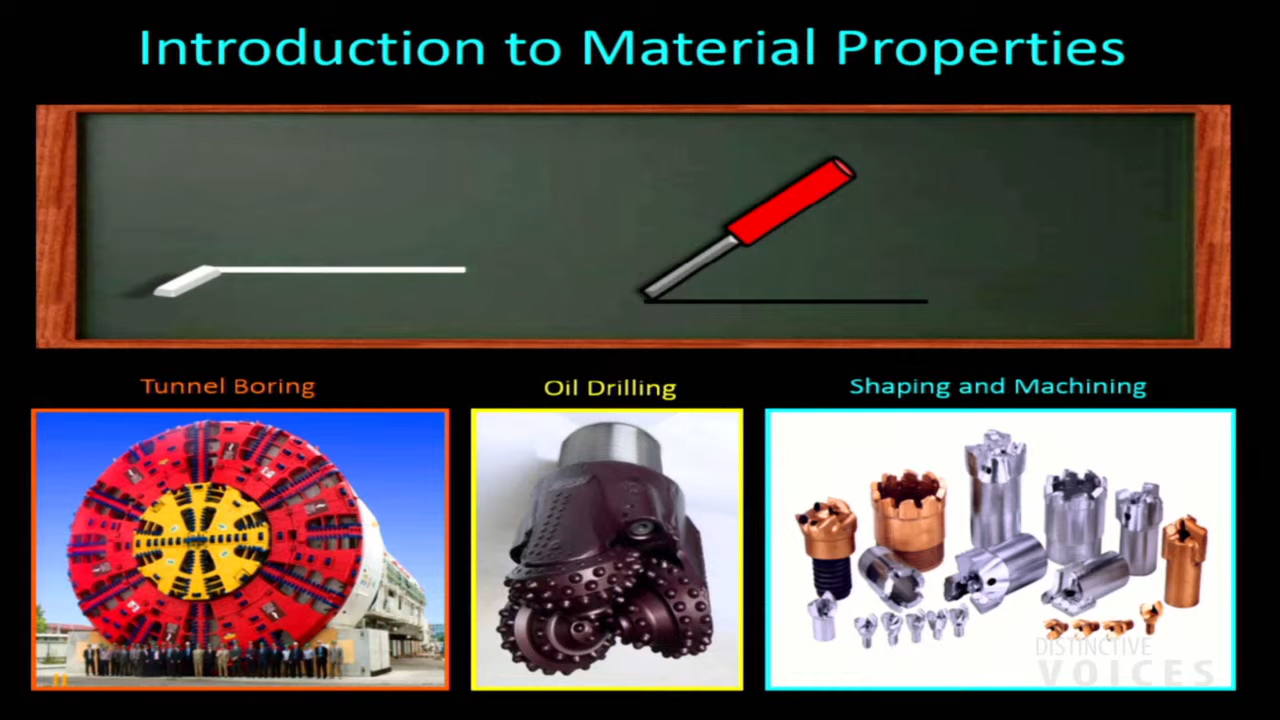 Introduction to Material Properties
Tunnel Boring
Oil Drilling
Shaping and Machining
DISTINCTIVE
VOICES